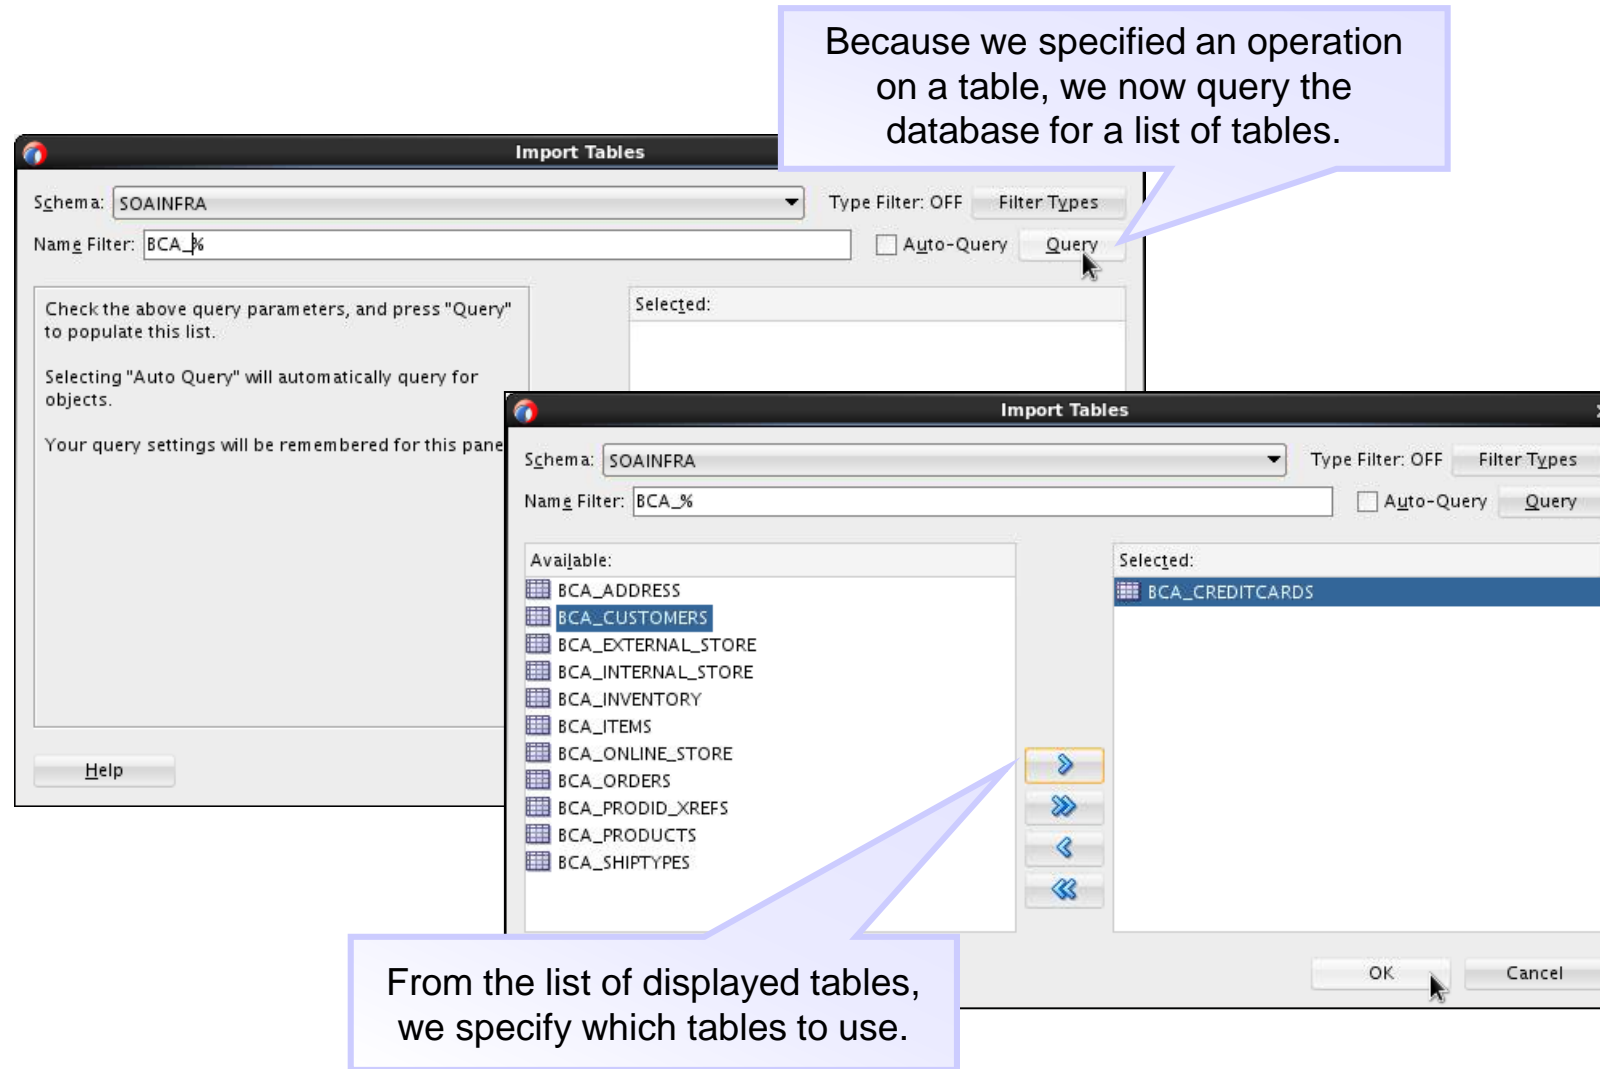 Because we specified an operation
on a table, we now query the
database for a list of tables.
Import Tables
Schema: SOAINFRA Type Filter: OFF Filter Types
Name Filter: BCA_% Auto-Query Query
Check the above query parameters, and press "Query"
to populate this list.
Selecting "Auto Query" will automatically query for
objects.
Your query settings will be remembered for this pane
Selected:
Help
Import Tables
Schema: SOAINFRA Type Filter: OFF Filter Types
Name Filter: BCA_% Auto-Query Query
Available:
BCA_ADDRESS
BCA_CUSTOMERS
BCA_EXTERNAL_STORE
BCA_INTERNAL_STORE
BCA_INVENTORY
BCA_ITEMS
BCA_ONLINE_STORE
BCA_ORDERS
BCA_PRODID_XREFS
BCA_PRODUCTS
BCA_SHIPTYPES
Selected:
BCA_CREDITCARDS
OK Cancel
From the list of displayed tables,
we specify which tables to use.